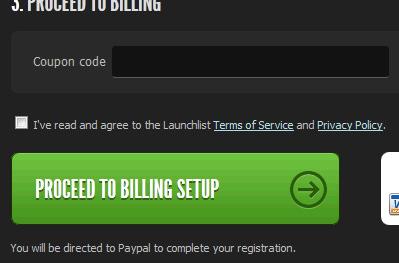 3. PROCEED TO BILLING
Coupon code
I've read and agree to the Launchlist Terms of Service and Privacy Policy.
PROCEED TO BILLING SETUP
You will be directed to Paypal to complete your registration.